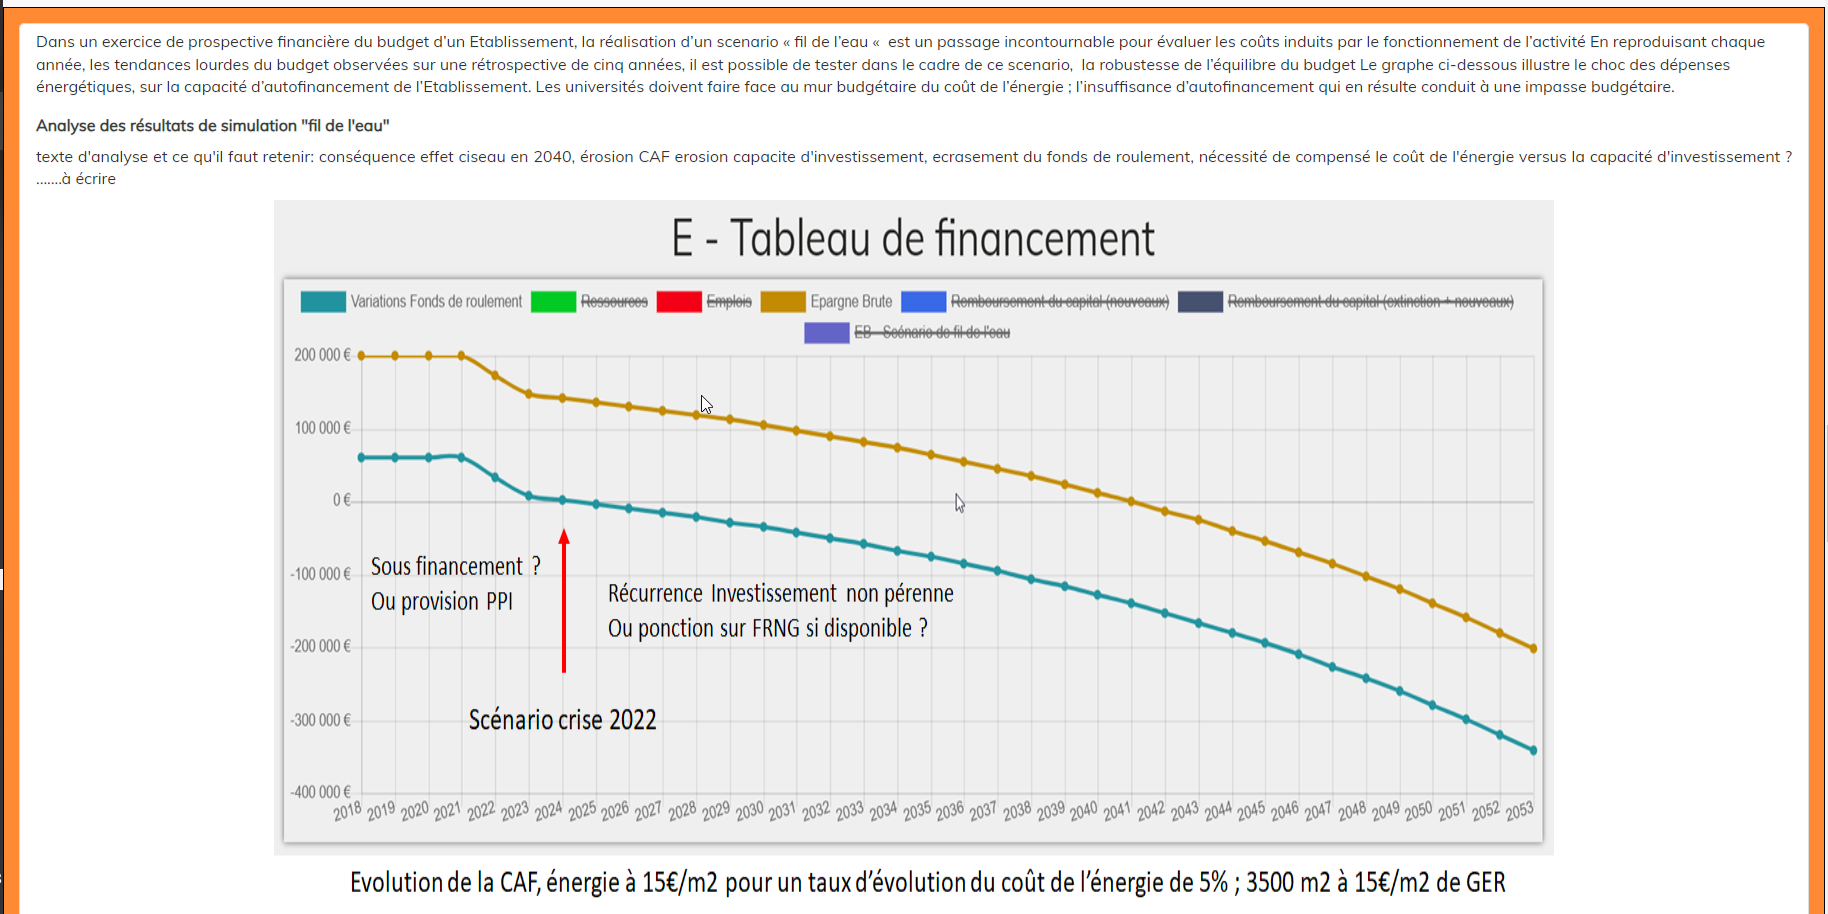 Dans un exercice de prospective financière du budget d'un Etablissement, la réalisation d'un scenario « fil de l'eau «  est un passage incontournable pour évaluer les coûts induits par le fonctionnement de l'activité En reproduisant chaque
année, les tendances lourdes du budget observées sur une rétrospective de cinq années, il est possible de tester dans le cadre de ce scenario,  la robustesse de l'équilibre du budget Le graphe ci-dessous illustre le choc des dépenses
énergétiques, sur la capacité d'autofinancement de l'Etablissement. Les universités doivent faire face au mur budgétaire du coût de l'énergie ; l'insuffisance d'autofinancement qui en résulte conduit à une impasse budgétaire.
Analyse des résultats de simulation "fil de l'eau"
texte d'analyse et ce qu'il faut retenir: conséquence effet ciseau en 2040, érosion CAF erosion capacite d'investissement, ecrasement du fonds de roulement, nécessité de compensé le coût de l'énergie versus la capacité d'investissement ?
.......à écrire
E - Tableau de financement
Variations Fonds de roulement Ressources Emplois Epargne Brute Remboursement du capital (nouveaux) Remboursement du capital (extinction + nouveaux)
EB - Scénario de fil de l'eau
200 000 €
100 000 €
0 €
-100 000 €
-200 000 €
-300 000 €
-400 000 €
Sous financement ?
Ou provision PPI
Récurrence Investissement non pérenne
Ou ponction sur FRNG si disponible ?
Scénario crise 2022
2018 2019 2020 2021 2022 2023 2024 2025 2026 2027 2028 2029 2030 2031 2032 2033 2034 2035 2036 2037 2038 2039 2040 2041 2042 2043 2044 2045 2046 2047 2048 2049 2050 2051 2052 2053
Evolution de la CAF, énergie à 15€/m2 pour un taux d'évolution du coût de l'énergie de 5% ; 3500 m2 à 15€/m2 de GER